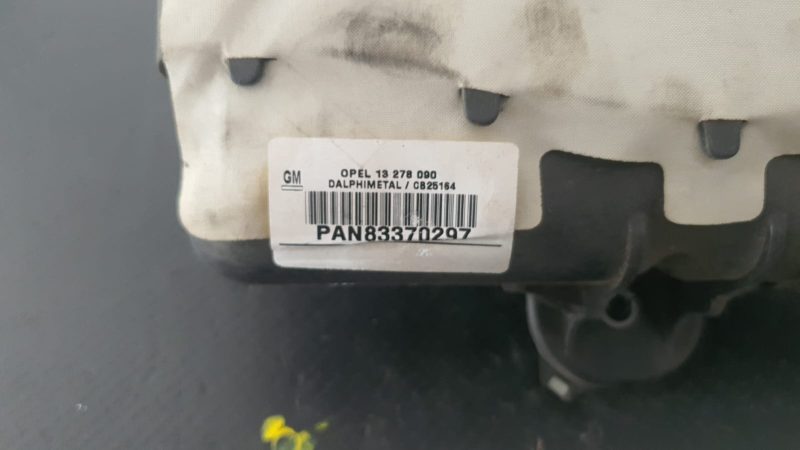 GM
OPEL 13 278 090
DALPHIMETAL / CB25164
PAN83370297